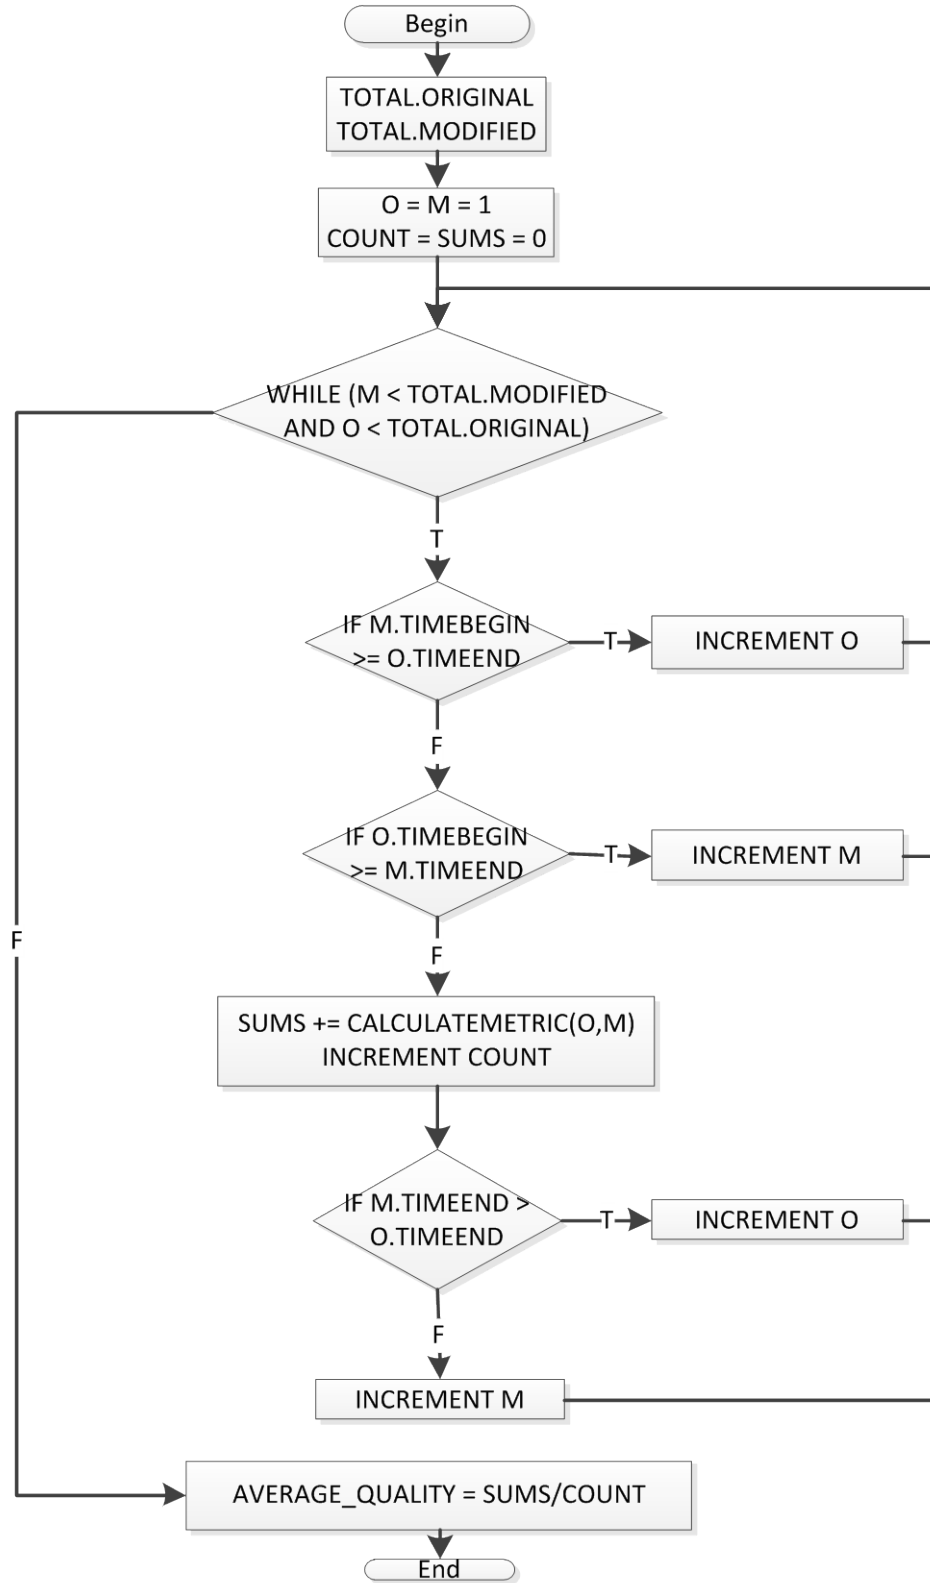 Begin
TOTAL.ORIGINAL
TOTAL.MODIFIED
O = M = 1
COUNT = SUMS = 0
WHILE (M < TOTAL.MODIFIED
AND O < TOTAL.ORIGINAL)
T
IF M.TIMEBEGIN
>= O.TIMEEND
T
INCREMENT O
F
IF O.TIMEBEGIN
>= M.TIMEEND
T
INCREMENT M
F
F
SUMS += CALCULATEMETRIC(O,M)
INCREMENT COUNT
IF M.TIMEEND >
O.TIMEEND
T
INCREMENT O
F
INCREMENT M
AVERAGE_QUALITY = SUMS/COUNT
End